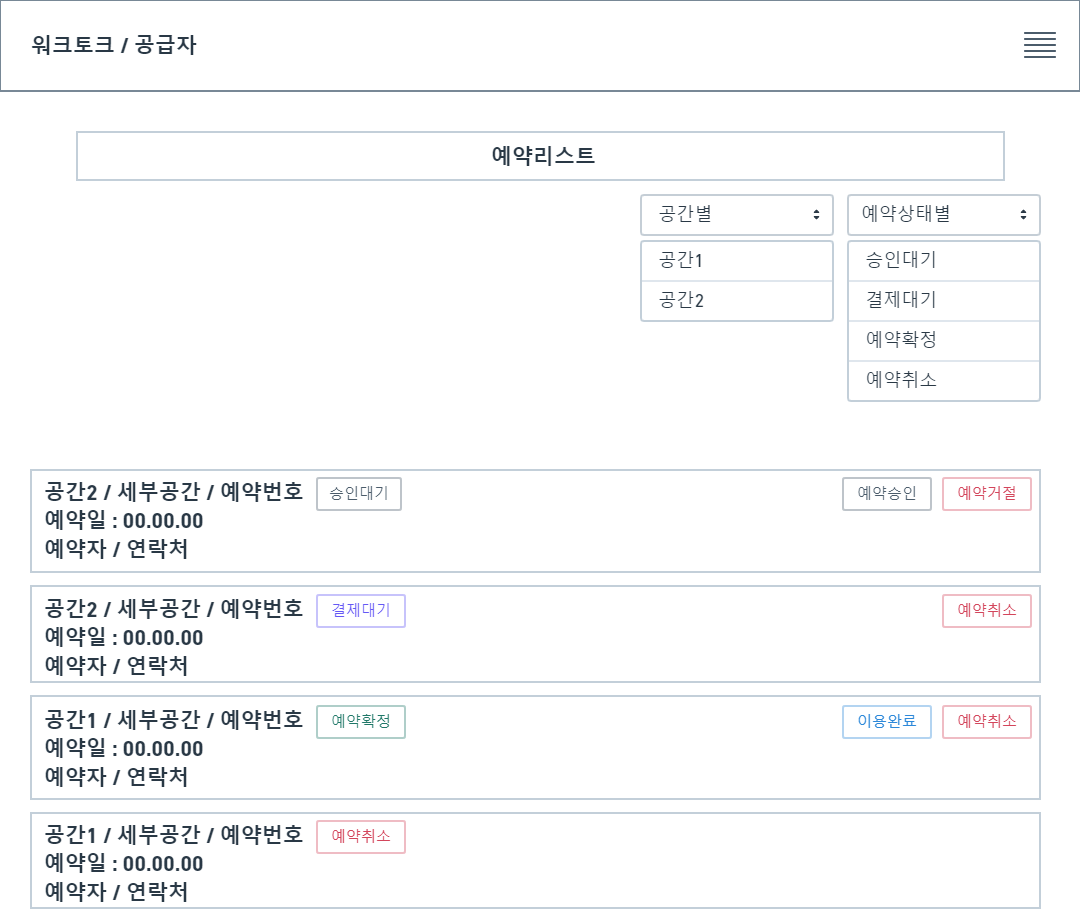 워크토크 / 공급자
예약리스트
공간별
예약상태별
공간1
승인대기
공간2
결제대기
예약확정
예약취소
공간2 / 세부공간 / 예약번호 승인대기 예약승인 예약거절
예약일 : 00.00.00
예약자 / 연락처
공간2 / 세부공간 / 예약번호 결제대기 예약취소
예약일 : 00.00.00
예약자 / 연락처
공간1 / 세부공간 / 예약번호 예약확정 이용완료 예약취소
예약일 : 00.00.00
예약자 / 연락처
공간1 / 세부공간 / 예약번호 예약취소
예약일 : 00.00.00
예약자 / 연락처